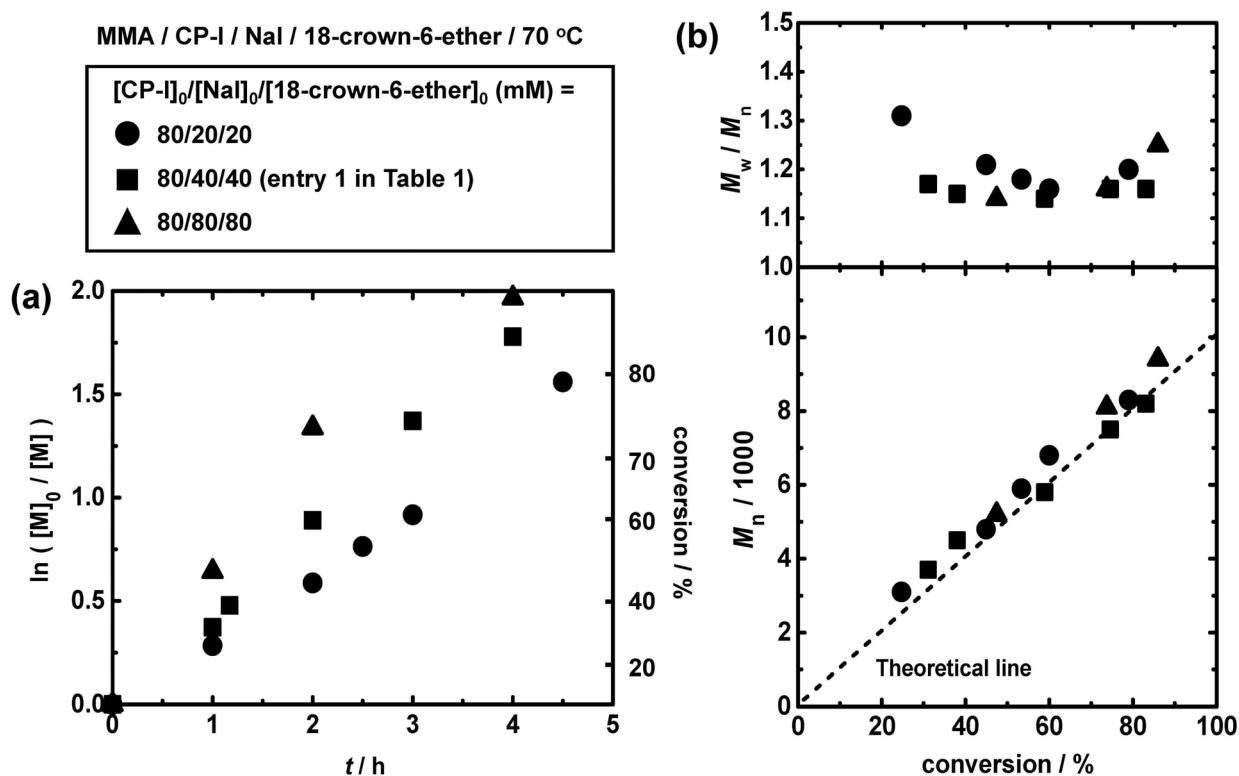 MMA / CP-I / NaI / 18-crown-6-ether / 70 °C
[CP-I]0/[NaI]0/[18-crown-6-ether]0 (mM) =
80/20/20
80/40/40 (entry 1 in Table 1)
80/80/80
(a)
2.0
1.5
1.0
0.5
0.0
ln ( [M]0 / [M] )
0 1 2 3 4 5
t / h
80
70
60
40
20
conversion / %
(b)
1.5
1.4
1.3
1.2
1.1
1.0
Mw / Mn
10
8
6
4
2
0
Mn / 1000
Theoretical line
0 20 40 60 80 100
conversion / %